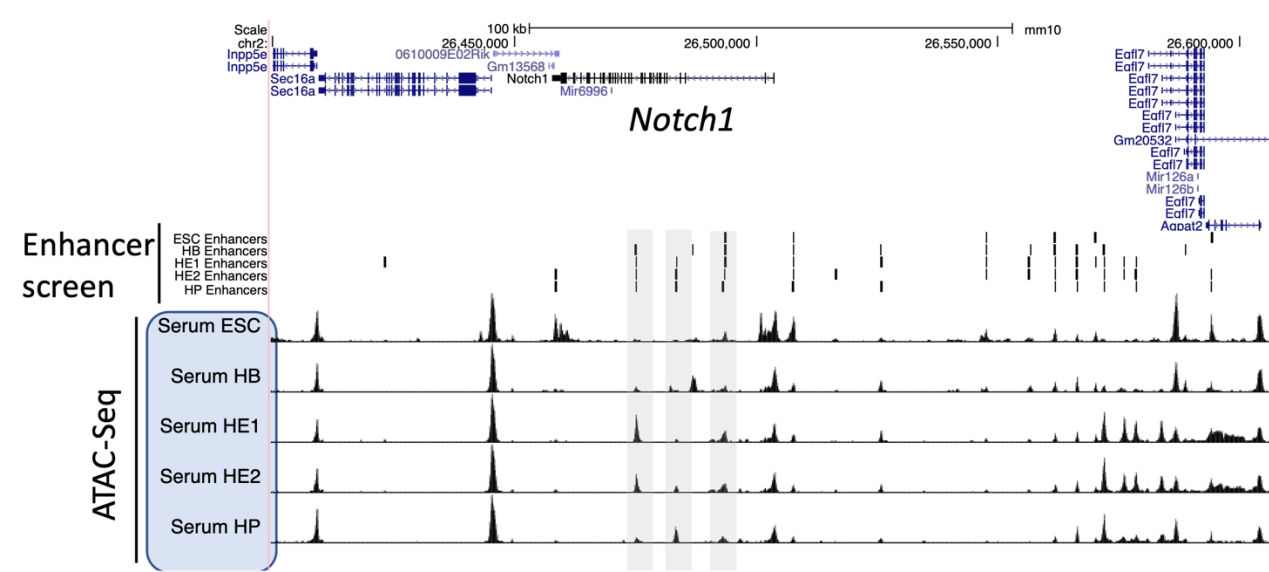 Scale 100 kb mm10
chr2: 26,450,000 26,500,000 26,550,000 26,600,000
Inpp5e 0610009E02Rik Egfl7
Inpp5e Gm13568 Egfl7
Sec16a Notch1 Egfl7
Sec16a Mir6996 Egfl7
Egfl7
Notch1 Egfl7
Egfl7
Gm20532
Egfl7
Egfl7
Mir126a
Mir126b
Egfl7
Egfl7
Agpat2
Enhancer screen
ESC Enhancers
HB Enhancers
HE1 Enhancers
HE2 Enhancers
HP Enhancers
ATAC-Seq
Serum ESC
Serum HB
Serum HE1
Serum HE2
Serum HP